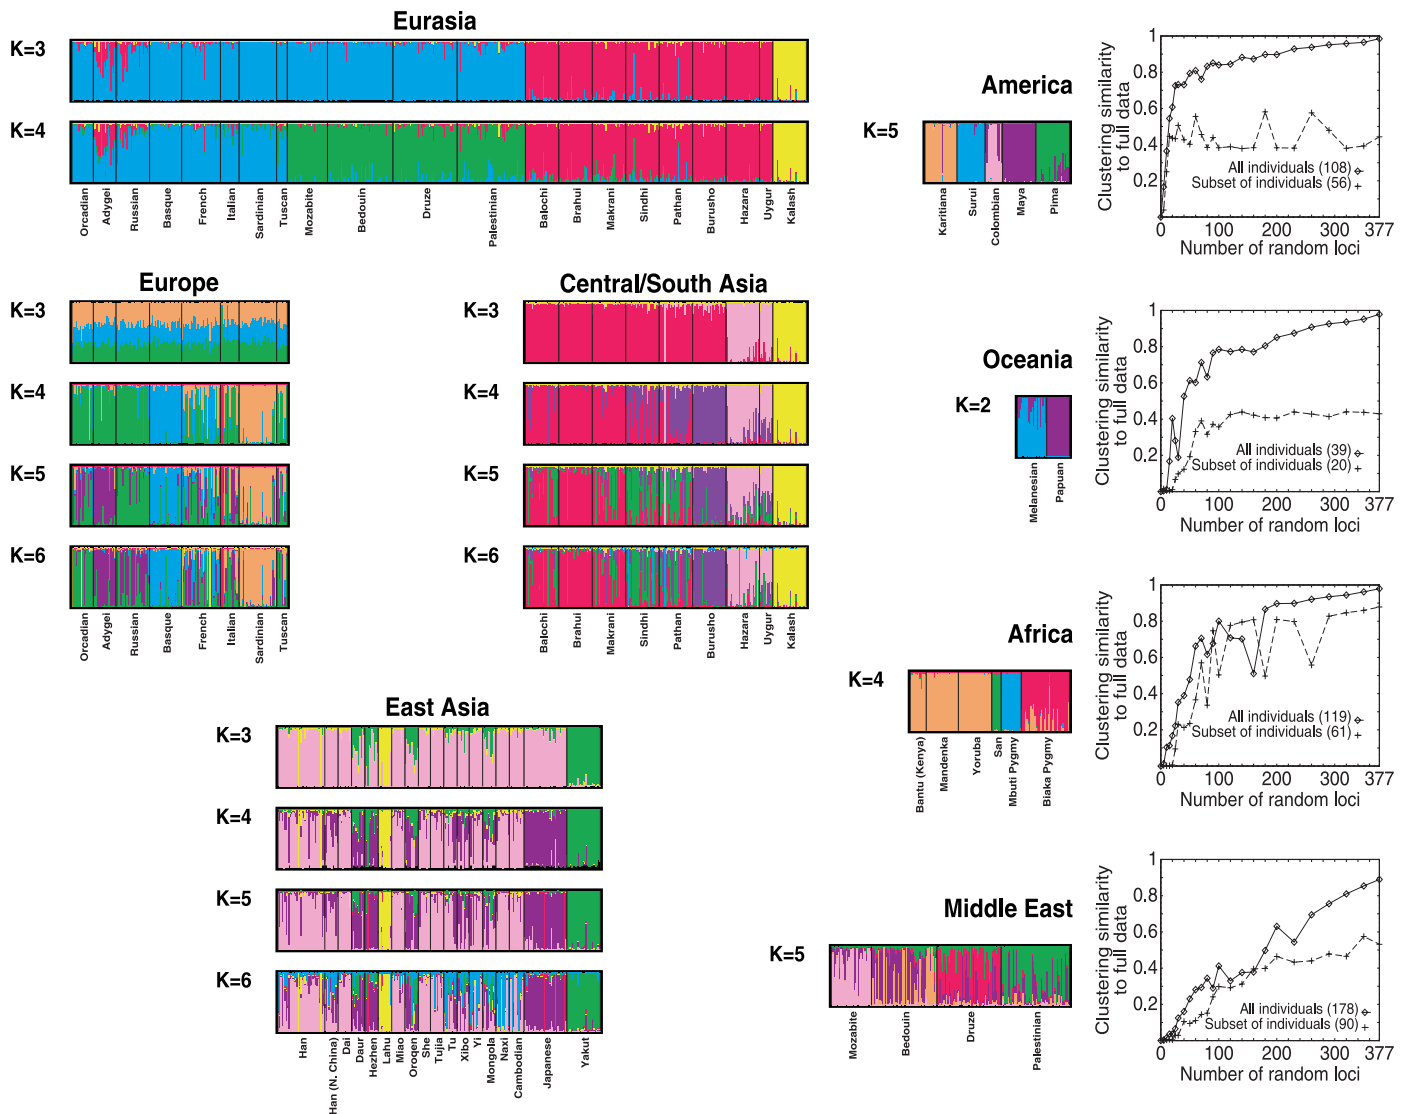 Eurasia
K=3
K=4
Orcadian
Adygei
Russian
Basque
French
Italian
Sardinian
Tuscan
Mozabite
Bedouin
Druze
Palestinian
Balochi
Brahui
Makrani
Sindhi
Pathan
Burusho
Hazara
Uygur
Kalash
Europe
K=3
K=4
K=5
K=6
Orcadian
Adygei
Russian
Basque
French
Italian
Sardinian
Tuscan
Central/South Asia
K=3
K=4
K=5
K=6
Balochi
Brahui
Makrani
Sindhi
Pathan
Burusho
Hazara
Uygur
Kalash
East Asia
K=3
K=4
K=5
K=6
Han
Han (N. China)
Dai
Daur
Hezhen
Lahu
Miao
Oroqen
She
Tujia
Tu
Xibo
Yi
Mongola
Naxi
Cambodian
Japanese
Yakut
America
K=5
Karitiana
Surui
Colombian
Maya
Pima
Clustering similarity
to full data
1
0.8
0.6
0.4
0.2
All individuals (108)
Subset of individuals (56)
0 100 200 300 377
Number of random loci
Oceania
K=2
Melanesian
Papuan
Clustering similarity
to full data
1
0.8
0.6
0.4
0.2
All individuals (39)
Subset of individuals (20)
0 100 200 300 377
Number of random loci
Africa
K=4
Bantu (Kenya)
Mandenka
Yoruba
San
Mbuti Pygmy
Biaka Pygmy
Clustering similarity
to full data
1
0.8
0.6
0.4
0.2
All individuals (119)
Subset of individuals (61)
0 100 200 300 377
Number of random loci
Middle East
K=5
Mozabite
Bedouin
Druze
Palestinian
Clustering similarity
to full data
1
0.8
0.6
0.4
0.2
All individuals (178)
Subset of individuals (90)
0 100 200 300 377
Number of random loci